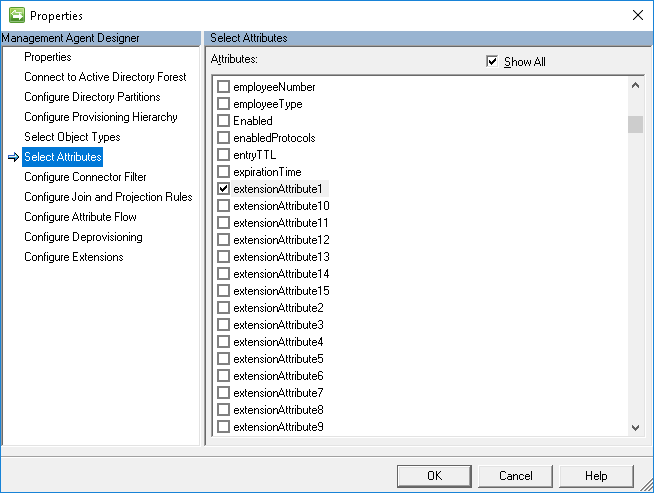 Properties
Management Agent Designer
Properties
Connect to Active Directory Forest
Configure Directory Partitions
Configure Provisioning Hierarchy
Select Object Types
Select Attributes
Configure Connector Filter
Configure Join and Projection Rules
Configure Attribute Flow
Configure Deprovisioning
Configure Extensions
Select Attributes
Attributes:
Show All
employeeNumber
employeeType
Enabled
enabledProtocols
entryTTL
expirationTime
extensionAttribute1
extensionAttribute10
extensionAttribute11
extensionAttribute12
extensionAttribute13
extensionAttribute14
extensionAttribute15
extensionAttribute2
extensionAttribute3
extensionAttribute4
extensionAttribute5
extensionAttribute6
extensionAttribute7
extensionAttribute8
extensionAttribute9
OK
Cancel
Help